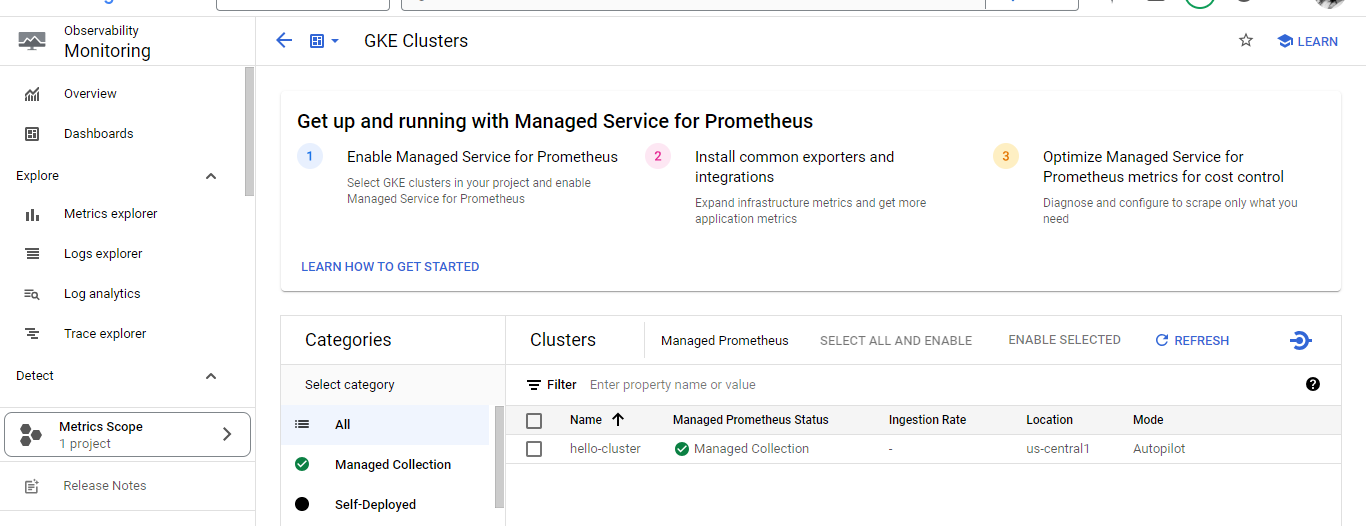 Observability
Monitoring
GKE Clusters
LEARN
Overview
Dashboards
Explore
Metrics explorer
Logs explorer
Log analytics
Trace explorer
Detect
Metrics Scope
1 project
Release Notes
Get up and running with Managed Service for Prometheus
1
Enable Managed Service for Prometheus
Select GKE clusters in your project and enable
Managed Service for Prometheus
2
Install common exporters and
integrations
Expand infrastructure metrics and get more
application metrics
3
Optimize Managed Service for
Prometheus metrics for cost control
Diagnose and configure to scrape only what you
need
LEARN HOW TO GET STARTED
Categories
Select category
All
Managed Collection
Self-Deployed
Clusters
Managed Prometheus
SELECT ALL AND ENABLE
ENABLE SELECTED
REFRESH
Filter Enter property name or value
Name Managed Prometheus Status Ingestion Rate Location Mode
hello-cluster Managed Collection - us-central1 Autopilot